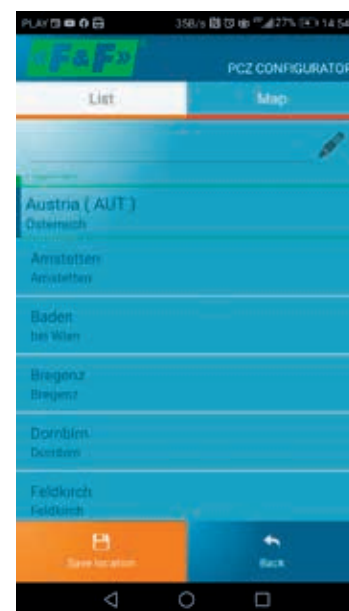 PLAY 35B/s 27% 14:54
«F&F»
PCZ CONFIGURATOR
List Map
Austria ( AUT )
Österreich
Amstetten
Amstetten
Baden
bei Wien
Bregenz
Bregenz
Dornbirn
Dornbirn
Feldkirch
Feldkirch
Save location Back